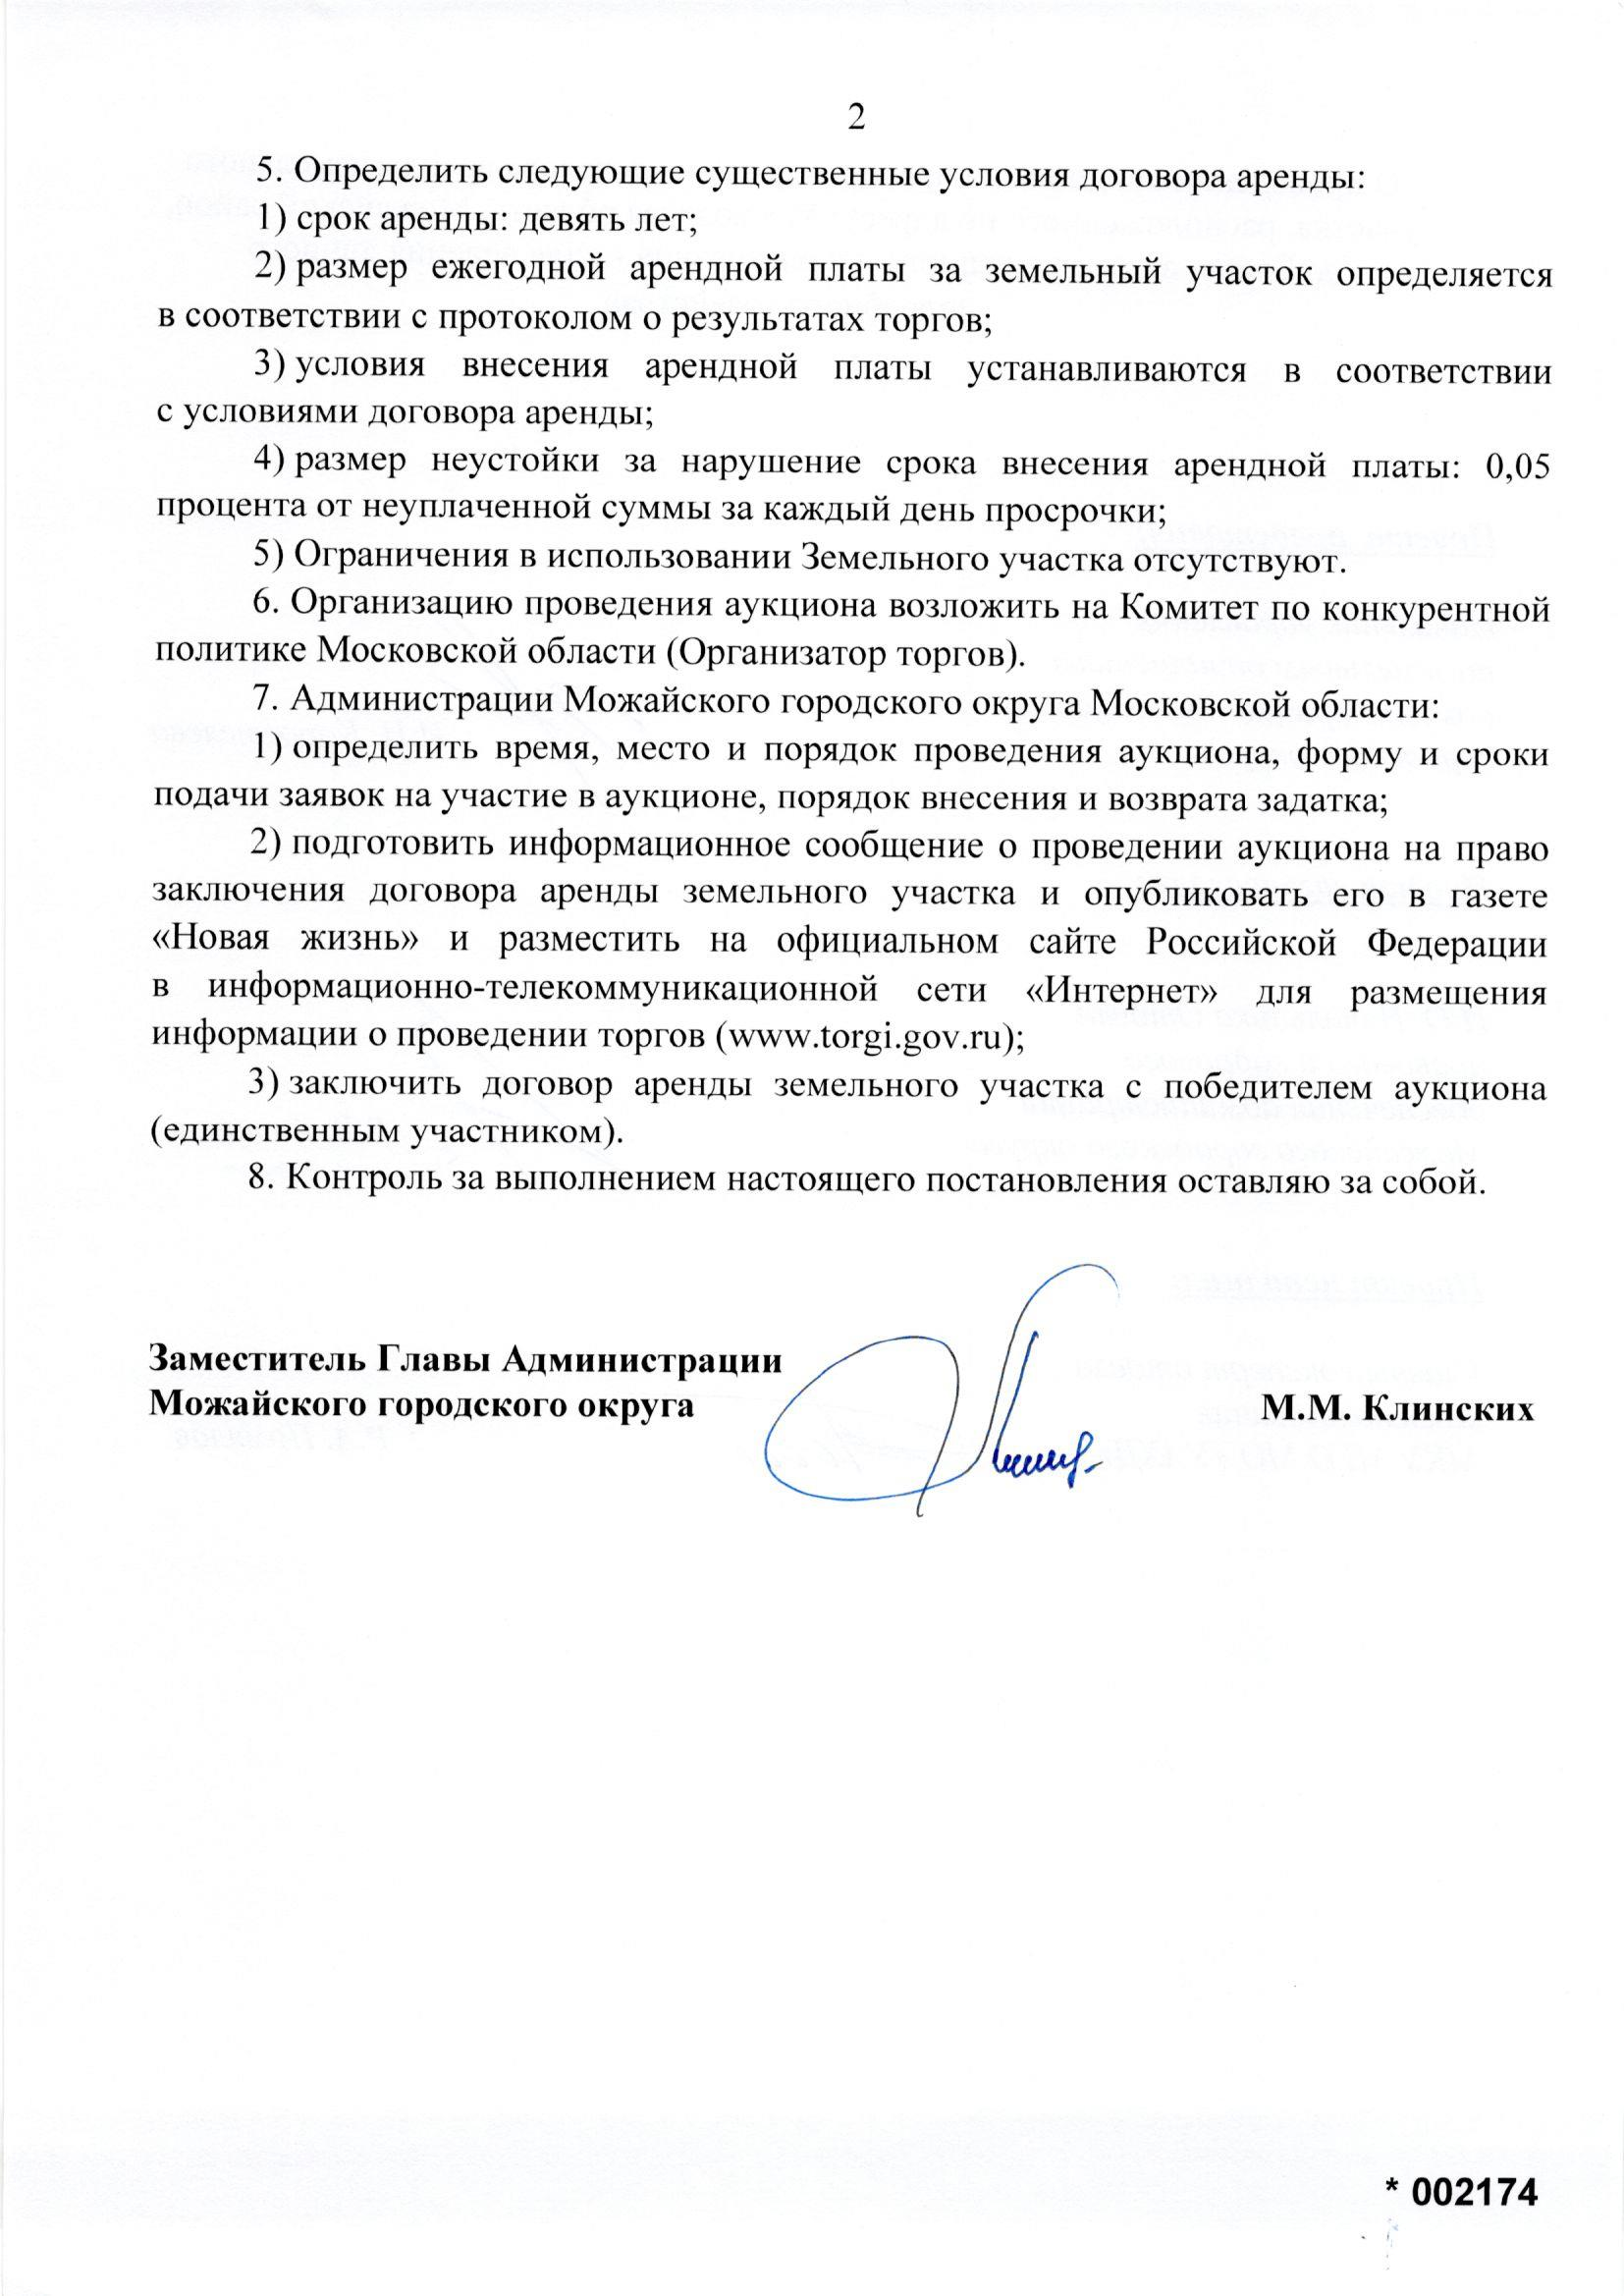 2
5. Определить следующие существенные условия договора аренды:
1) срок аренды: девять лет;
2) размер ежегодной арендной платы за земельный участок определяется
в соответствии с протоколом о результатах торгов;
3) условия внесения арендной платы устанавливаются в соответствии
с условиями договора аренды;
4) размер неустойки за нарушение срока внесения арендной платы: 0,05
процента от неуплаченной суммы за каждый день просрочки;
5) Ограничения в использовании Земельного участка отсутствуют.
6. Организацию проведения аукциона возложить на Комитет по конкурентной
политике Московской области (Организатор торгов).
7. Администрации Можайского городского округа Московской области:
1) определить время, место и порядок проведения аукциона, форму и сроки
подачи заявок на участие в аукционе, порядок внесения и возврата задатка;
2) подготовить информационное сообщение о проведении аукциона на право
заключения договора аренды земельного участка и опубликовать его в газете
«Новая жизнь» и разместить на официальном сайте Российской Федерации
в информационно-телекоммуникационной сети «Интернет» для размещения
информации о проведении торгов (www.torgi.gov.ru);
3) заключить договор аренды земельного участка с победителем аукциона
(единственным участником).
8. Контроль за выполнением настоящего постановления оставляю за собой.
Заместитель Главы Администрации
Можайского городского округа М.М. Клинских
* 002174